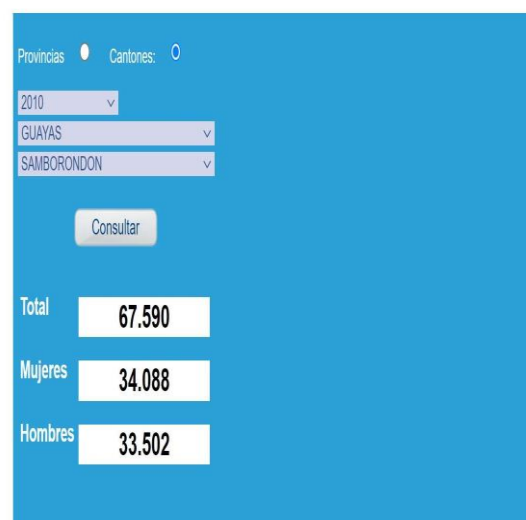 Provincias Cantones:
2010
GUAYAS
SAMBORONDON
Consultar
Total 67.590
Mujeres 34.088
Hombres 33.502